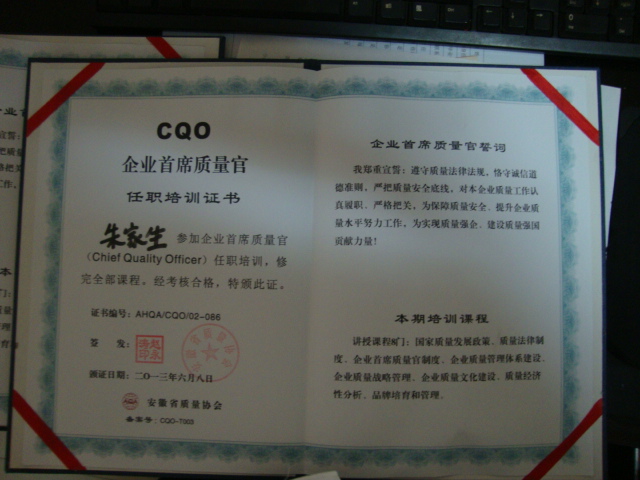 CQO
企业首席质量官
任职培训证书
朱家生 参加企业首席质量官
（Chief Quality Officer）任职培训，修
完全部课程。经考核合格，特颁此证。
证书编号：AHQA/CQO/02-086
签 发：
颁证日期：二〇一三年六月八日
安徽省质量协会
备案号：CQO-T003
企业首席质量官誓词
我郑重宣誓：遵守质量法律法规，恪守诚信道
德准则，严把质量安全底线，对本企业质量工作认
真履职、严格把关，为保障质量安全、提升企业质
量水平努力工作，为实现质量强企、建设质量强国
贡献力量！
本期培训课程
讲授课程：国家质量发展政策、质量法律制
度、企业首席质量官制度、企业质量管理体系建设、
企业质量战略管理、企业质量文化建设、质量经济
性分析、品牌培育和管理。